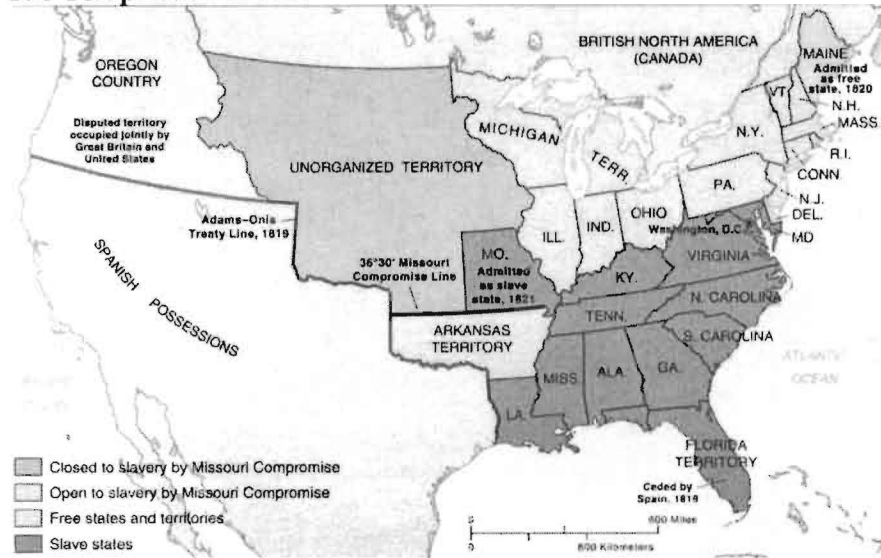 BRITISH NORTH AMERICA
(CANADA)
MAINE
Admitted
as free
state, 1820
OREGON
COUNTRY
Disputed territory
occupied jointly by
Great Britain and
United States
VT
N.H.
MASS.
N.Y.
R.I.
CONN.
MICHIGAN
TERR.
UNORGANIZED TERRITORY
PA.
N.J.
DEL.
MD
OHIO
IND.
ILL.
Washington, D.C.
Adams-Onis
Treaty Line, 1819
SPANISH POSSESSIONS
36°30' Missouri
Compromise Line
MO.
Admitted
as slave
state, 1821
KY.
VIRGINIA
N. CAROLINA
TENN.
S. CAROLINA
ARKANSAS
TERRITORY
MISS.
ALA.
GA.
LA.
ATLANTIC
OCEAN
FLORIDA
TERRITORY
Ceded by
Spain, 1819
Closed to slavery by Missouri Compromise
Open to slavery by Missouri Compromise
Free states and territories
Slave states
600 Miles
600 Kilometers